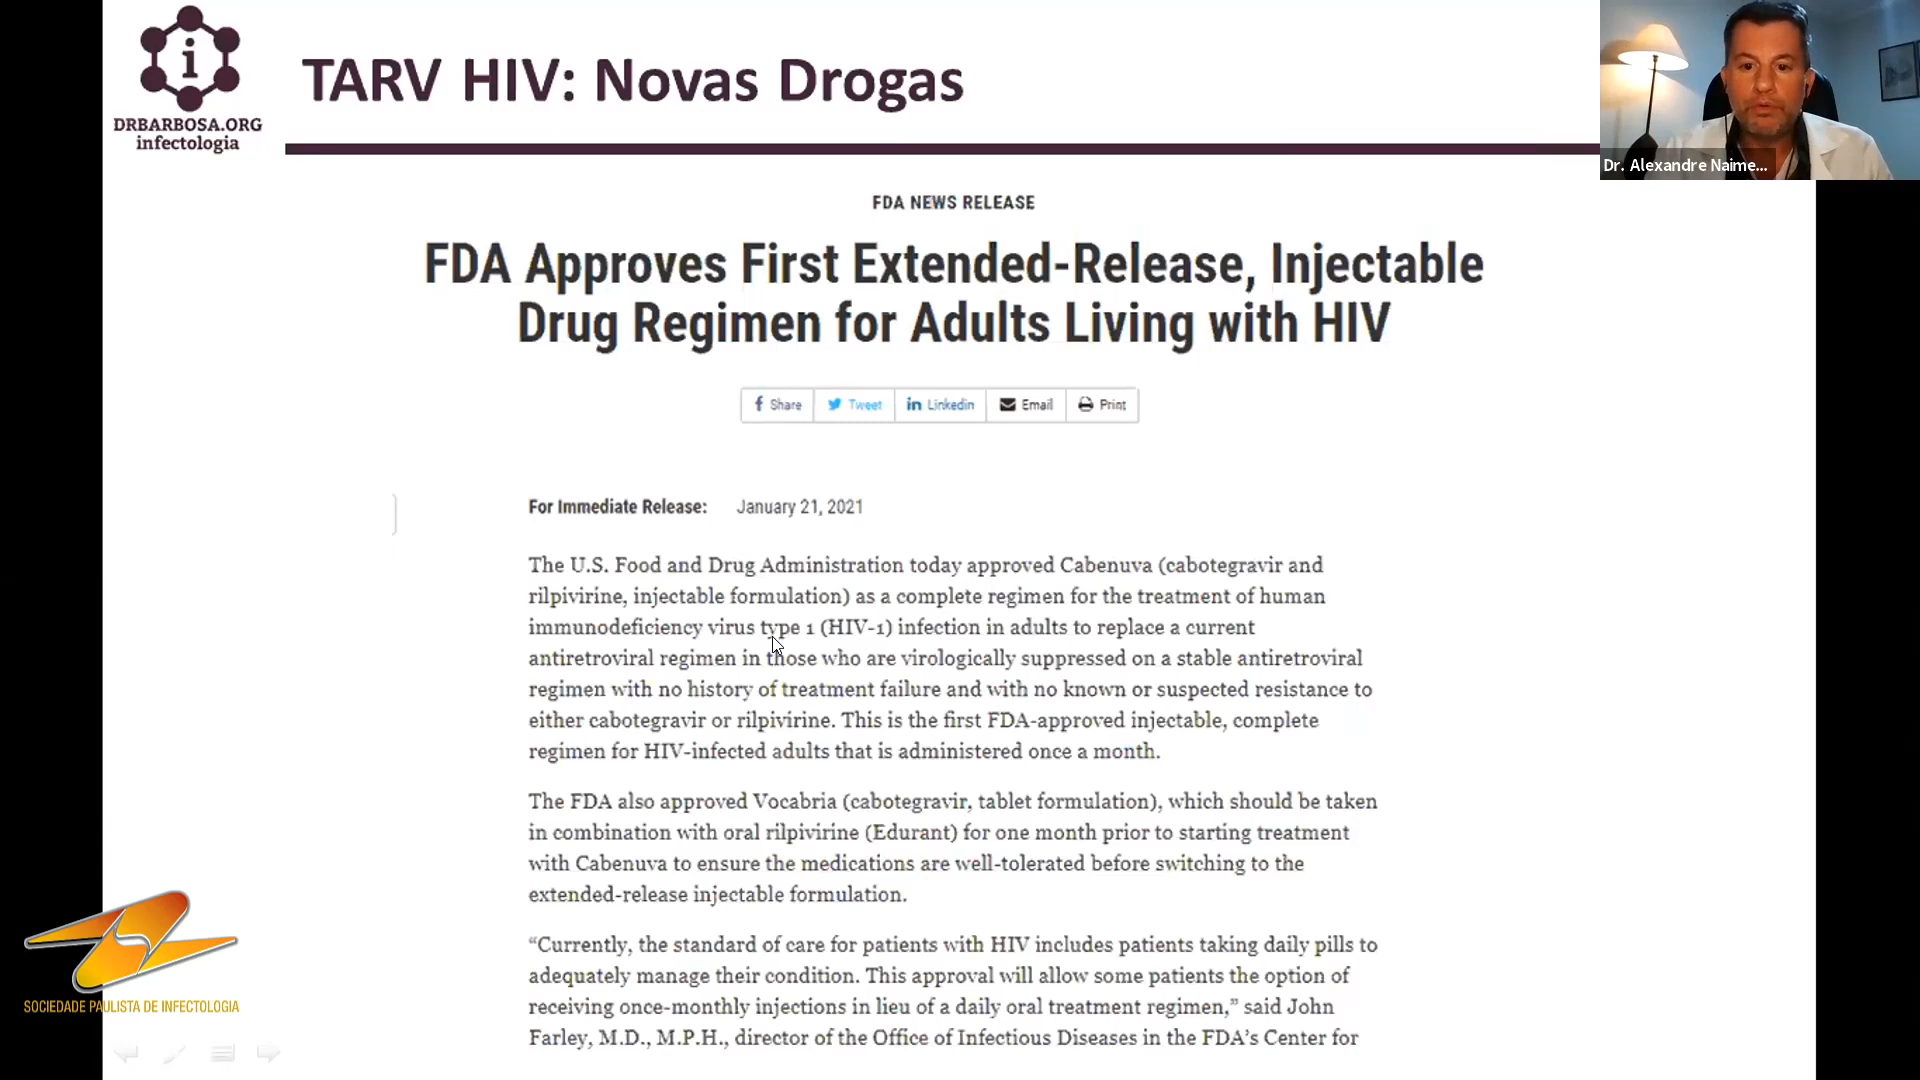 i
DRBARBOSA.ORG
infectologia
TARV HIV: Novas Drogas
Dr. Alexandre Naime...
FDA NEWS RELEASE
FDA Approves First Extended-Release, Injectable
Drug Regimen for Adults Living with HIV
Share Tweet Linkedin Email Print
For Immediate Release: January 21, 2021
The U.S. Food and Drug Administration today approved Cabenuva (cabotegravir and
rilpivirine, injectable formulation) as a complete regimen for the treatment of human
immunodeficiency virus type 1 (HIV-1) infection in adults to replace a current
antiretroviral regimen in those who are virologically suppressed on a stable antiretroviral
regimen with no history of treatment failure and with no known or suspected resistance to
either cabotegravir or rilpivirine. This is the first FDA-approved injectable, complete
regimen for HIV-infected adults that is administered once a month.
The FDA also approved Vocabria (cabotegravir, tablet formulation), which should be taken
in combination with oral rilpivirine (Edurant) for one month prior to starting treatment
with Cabenuva to ensure the medications are well-tolerated before switching to the
extended-release injectable formulation.
“Currently, the standard of care for patients with HIV includes patients taking daily pills to
adequately manage their condition. This approval will allow some patients the option of
receiving once-monthly injections in lieu of a daily oral treatment regimen,” said John
Farley, M.D., M.P.H., director of the Office of Infectious Diseases in the FDA’s Center for
SOCIEDADE PAULISTA DE INFECTOLOGIA